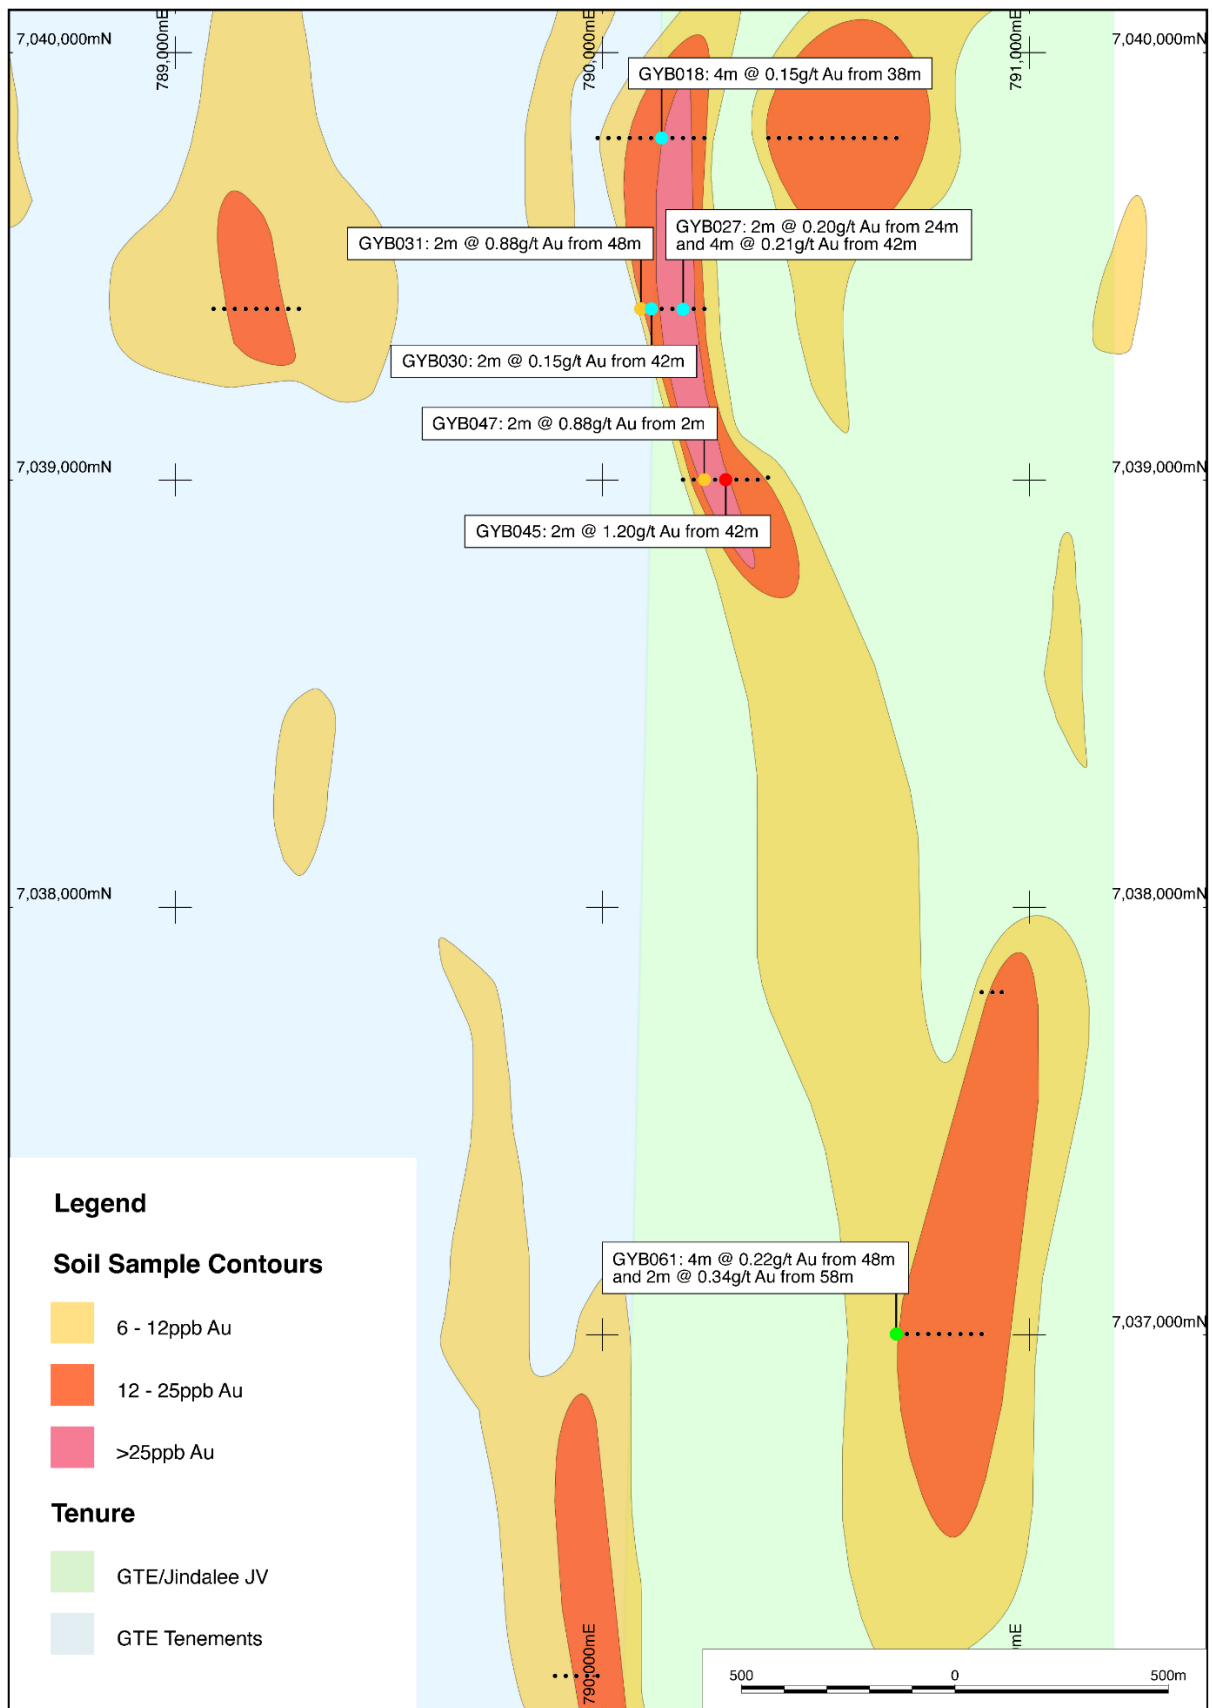 7,040,000mN
789,000mE
790,000mE
791,000mE
7,040,000mN
GYB018: 4m @ 0.15g/t Au from 38m
GYB027: 2m @ 0.20g/t Au from 24m
and 4m @ 0.21g/t Au from 42m
GYB031: 2m @ 0.88g/t Au from 48m
GYB030: 2m @ 0.15g/t Au from 42m
GYB047: 2m @ 0.88g/t Au from 2m
7,039,000mN
7,039,000mN
GYB045: 2m @ 1.20g/t Au from 42m
7,038,000mN
7,038,000mN
Legend
Soil Sample Contours
6 - 12ppb Au
12 - 25ppb Au
>25ppb Au
Tenure
GTE/Jindalee JV
GTE Tenements
GYB061: 4m @ 0.22g/t Au from 48m
and 2m @ 0.34g/t Au from 58m
7,037,000mN
790,000mE
mE
500
0
500m